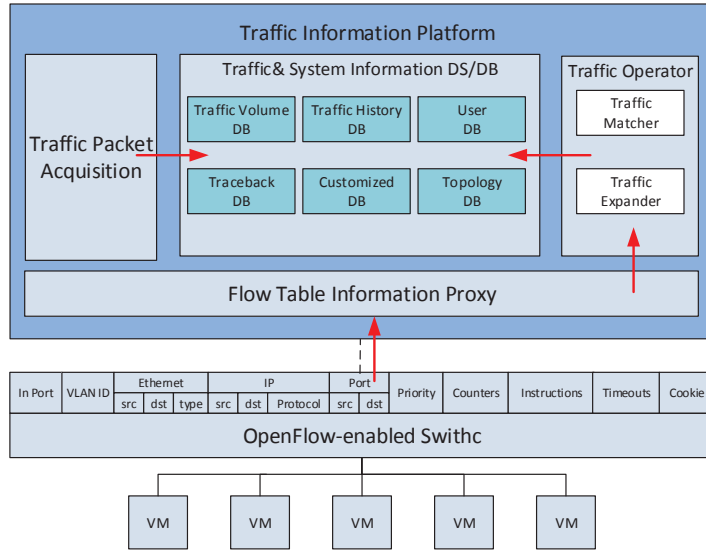 Traffic Information Platform
Traffic& System Information DS/DB
Traffic Operator
Traffic Packet
Acquisition
Traffic Volume
DB
Traffic History
DB
User
DB
Traceback
DB
Customized
DB
Topology
DB
Traffic
Matcher
Traffic
Expander
Flow Table Information Proxy
In Port
VLAN ID
Ethernet
src
dst
type
IP
src
dst
Protocol
Port
src
dst
Priority
Counters
Instructions
Timeouts
Cookie
OpenFlow-enabled Swithc
VM
VM
VM
VM
VM